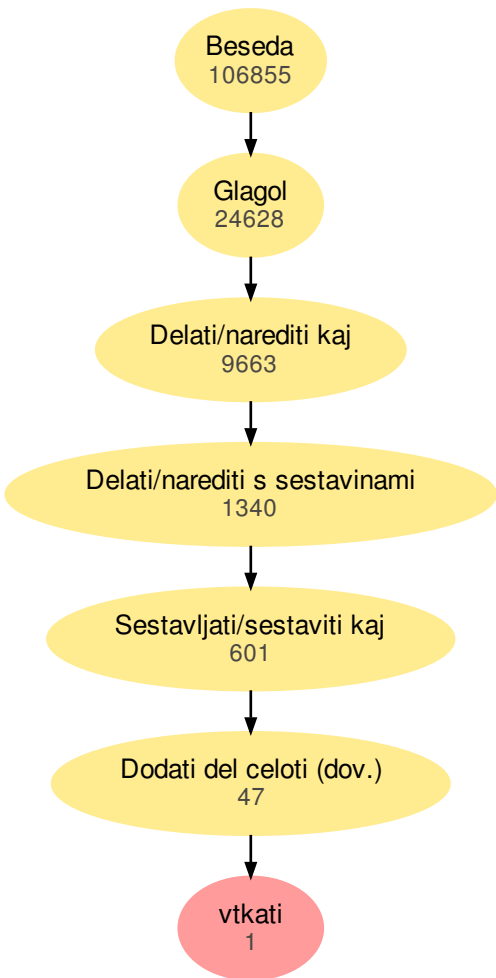 Beseda
106855
Glagol
24628
Delati/narediti kaj
9663
Delati/narediti s sestavinami
1340
Sestavljati/sestaviti kaj
601
Dodati del celoti (dov.)
47
vtkati
1